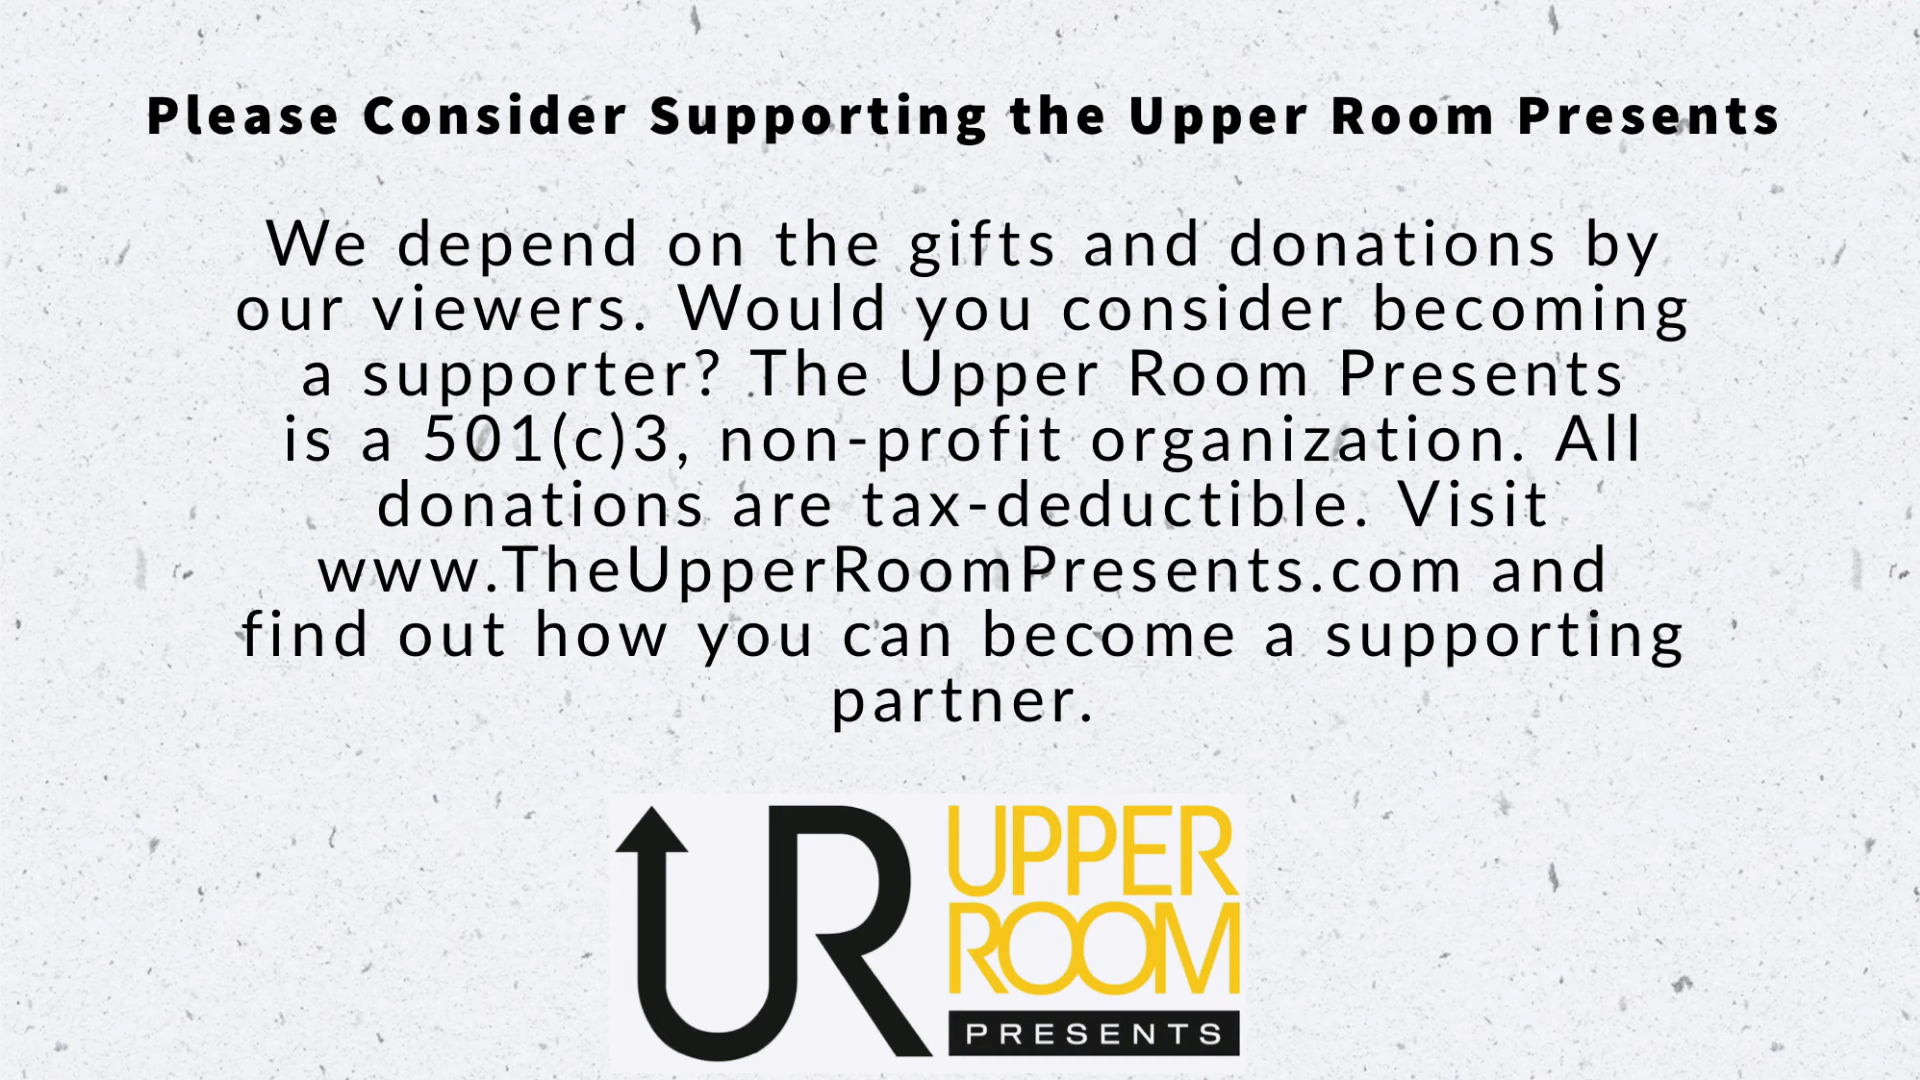 Please Consider Supporting the Upper Room Presents
We depend on the gifts and donations by
our viewers. Would you consider becoming
a supporter? The Upper Room Presents
is a 501(c)3, non-profit organization. All
donations are tax-deductible. Visit
www.TheUpperRoomPresents.com and
find out how you can become a supporting
partner.
UR
UPPER
ROOM
PRESENTS